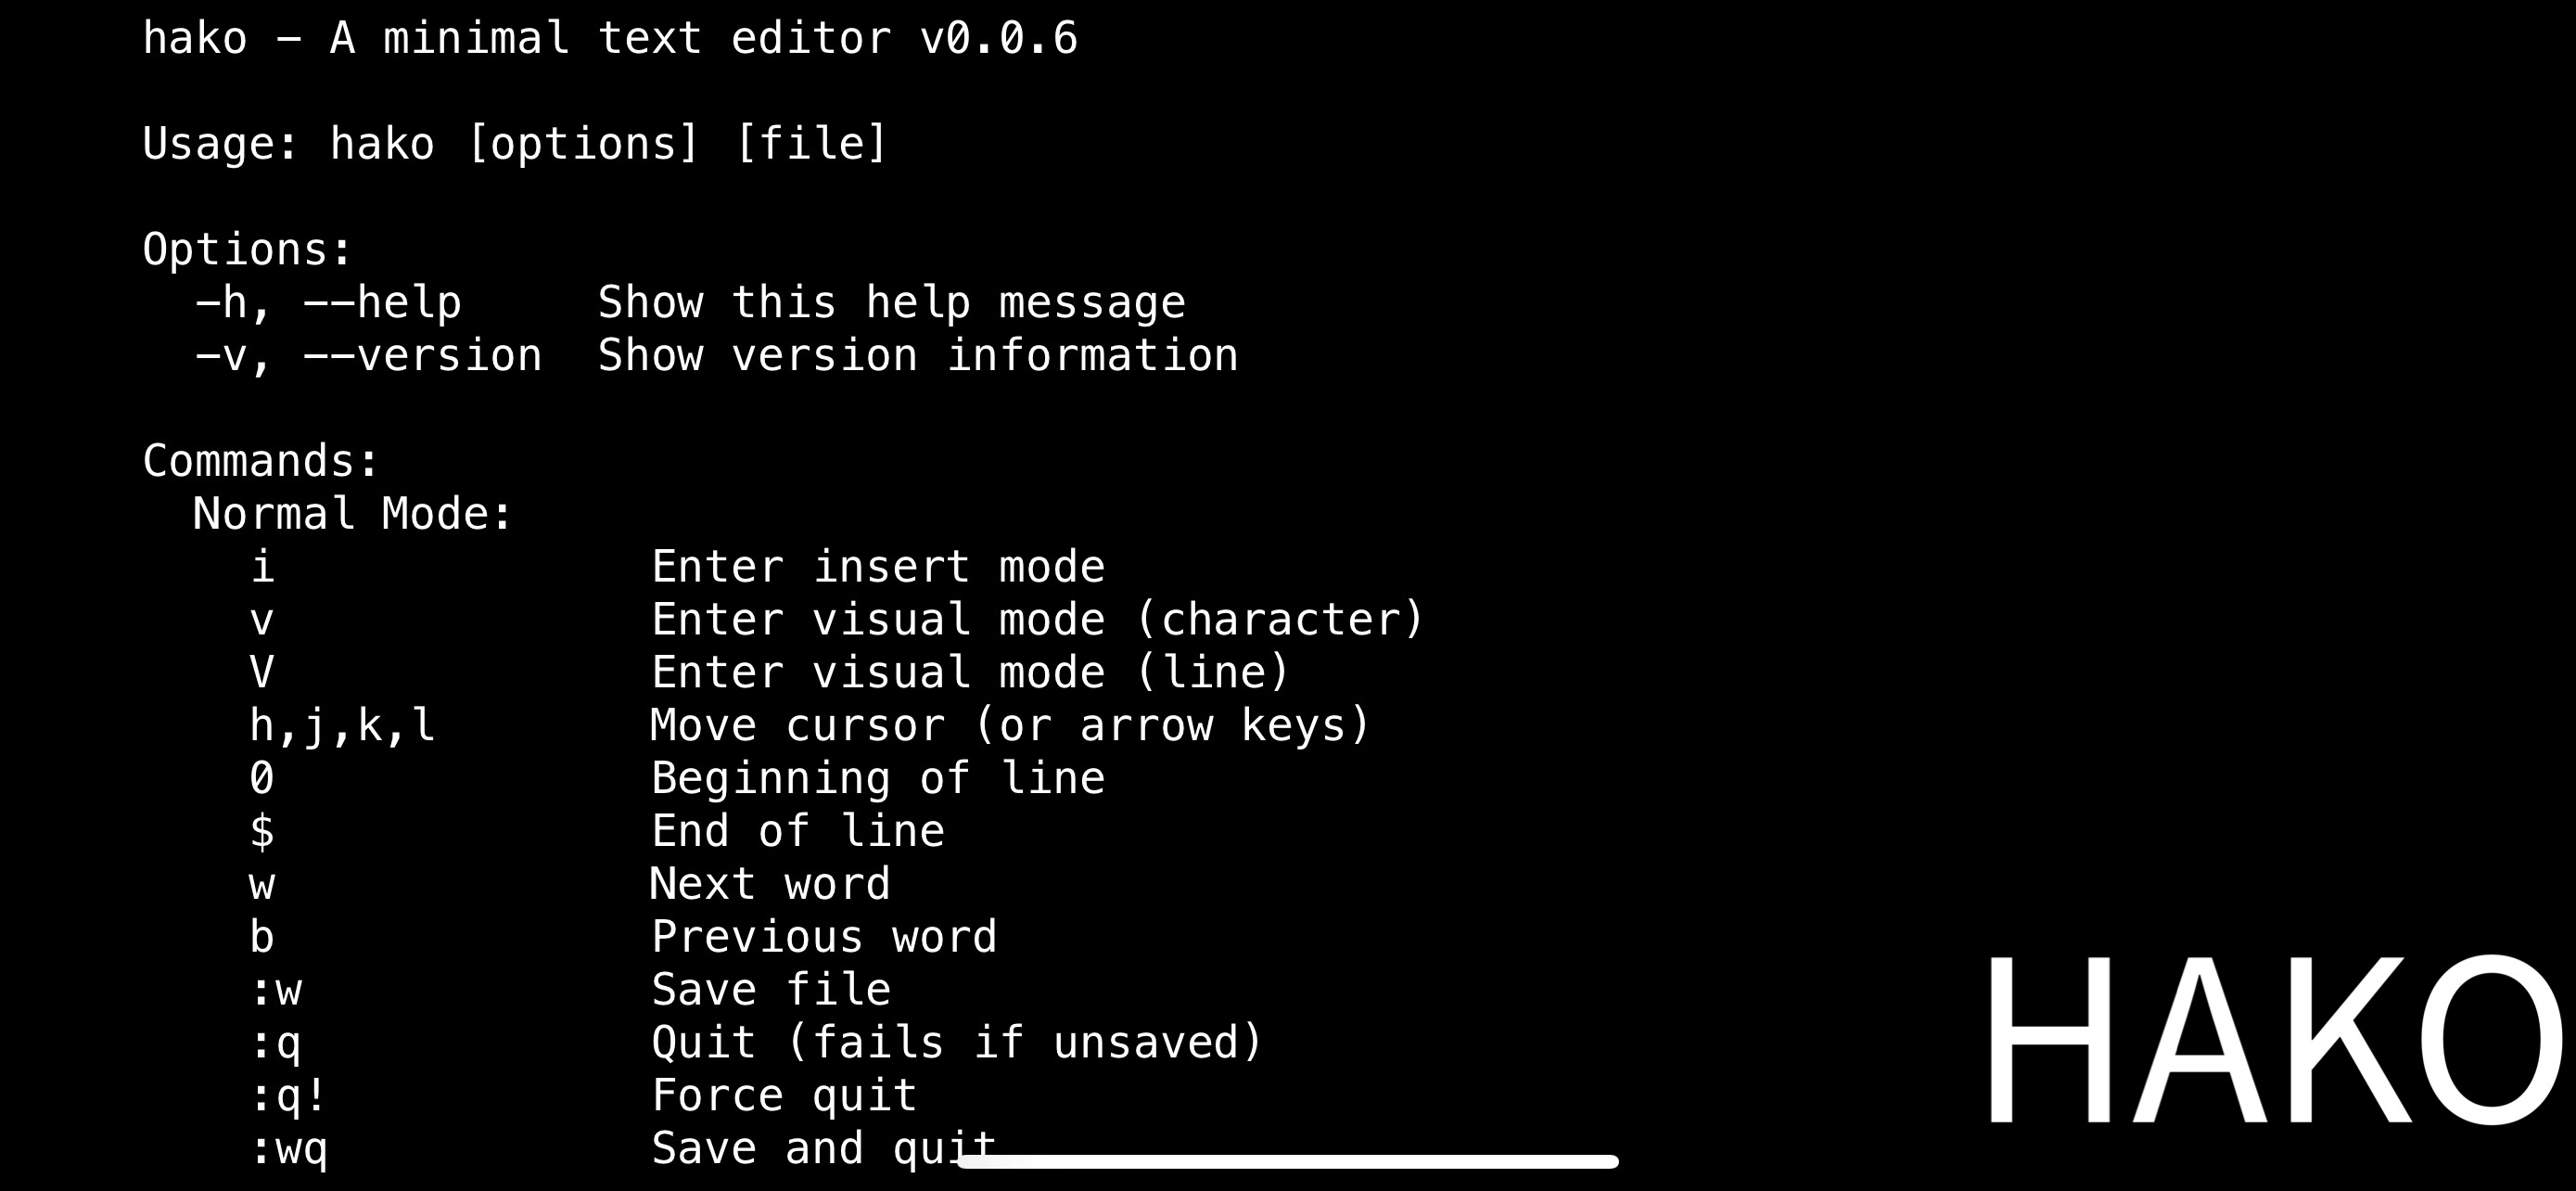 hako - A minimal text editor v0.0.6
Usage: hako [options] [file]
Options:
-h, --help     Show this help message
-v, --version  Show version information
Commands:
Normal Mode:
i              Enter insert mode
v              Enter visual mode (character)
V              Enter visual mode (line)
h,j,k,l        Move cursor (or arrow keys)
0              Beginning of line
$              End of line
w              Next word
b              Previous word
:w             Save file
:q             Quit (fails if unsaved)
:q!            Force quit
:wq            Save and quit
HAKO